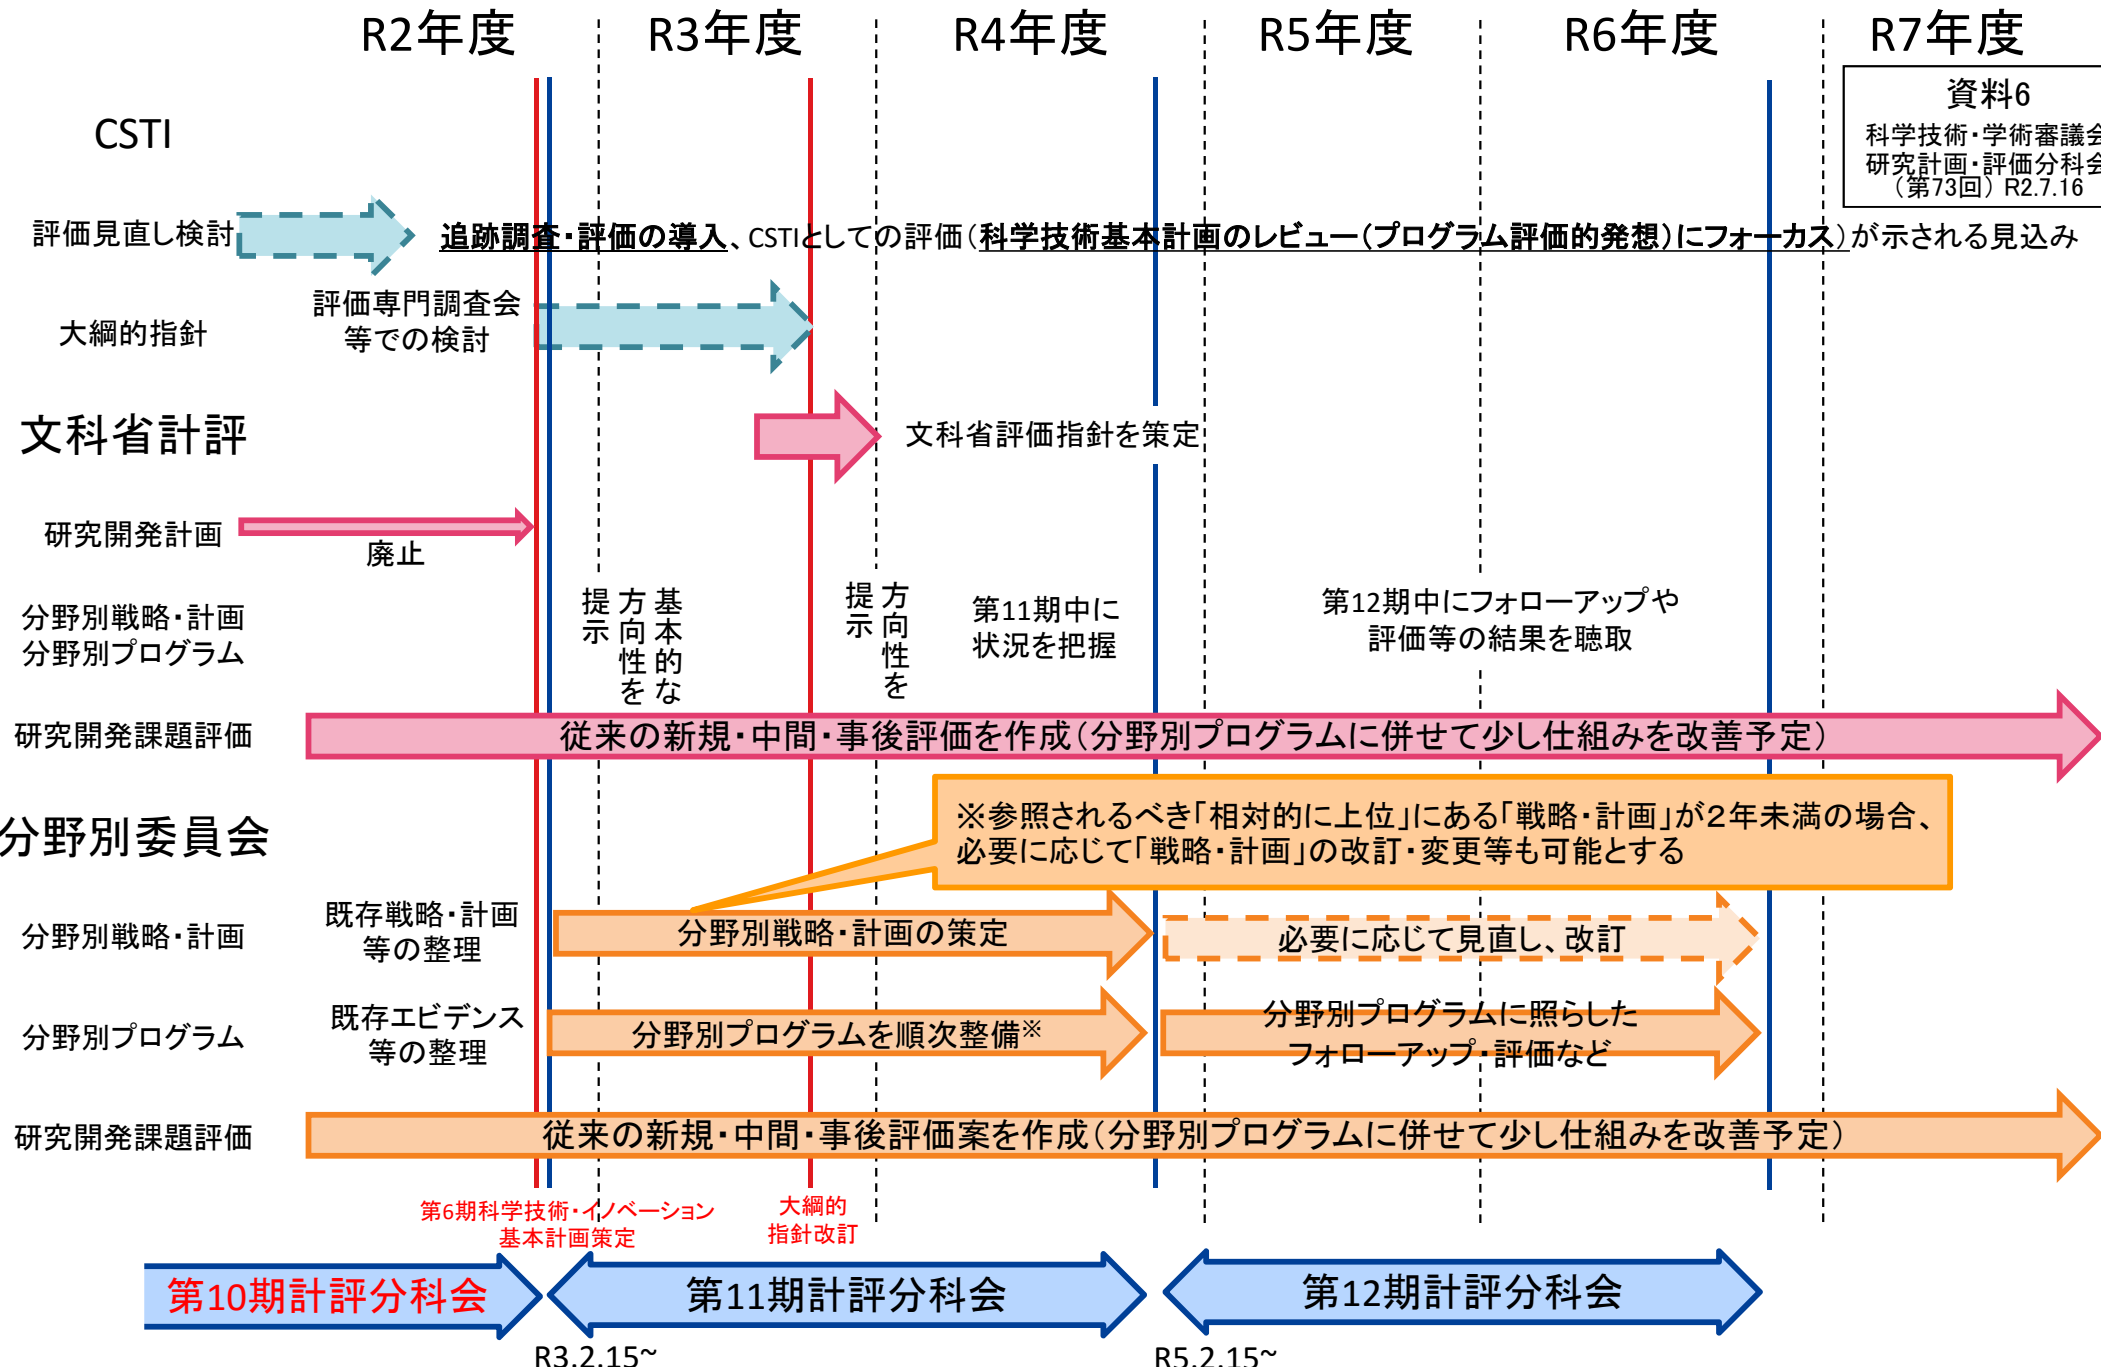 R2年度
R3年度
R4年度
R5年度
R6年度
R7年度
資料6
科学技術・学術審議会
研究計画・評価分科会
(第73回) R2.7.16
CSTI
評価見直し検討
追跡調査・評価の導入、CSTIとしての評価(科学技術基本計画のレビュー(プログラム評価的発想)にフォーカス)が示される見込み
大綱的指針
評価専門調査会
等での検討
文科省計評
文科省評価指針を策定
研究開発計画
廃止
分野別戦略・計画
分野別プログラム
基本的な
方向性を
提示
方向性を
提示
第11期中に
状況を把握
第12期中にフォローアップや
評価等の結果を聴取
研究開発課題評価
従来の新規・中間・事後評価を作成(分野別プログラムに併せて少し仕組みを改善予定)
分野別委員会
※参照されるべき「相対的に上位」にある「戦略・計画」が2年未満の場合、
必要に応じて「戦略・計画」の改訂・変更等も可能とする
分野別戦略・計画
既存戦略・計画
等の整理
分野別戦略・計画の策定
必要に応じて見直し、改訂
分野別プログラム
既存エビデンス
等の整理
分野別プログラムを順次整備※
分野別プログラムに照らした
フォローアップ・評価など
研究開発課題評価
従来の新規・中間・事後評価案を作成(分野別プログラムに併せて少し仕組みを改善予定)
第6期科学技術・イノベーション
基本計画策定
大綱的
指針改訂
第10期計評分科会
第11期計評分科会
第12期計評分科会
R3.2.15~
R5.2.15~